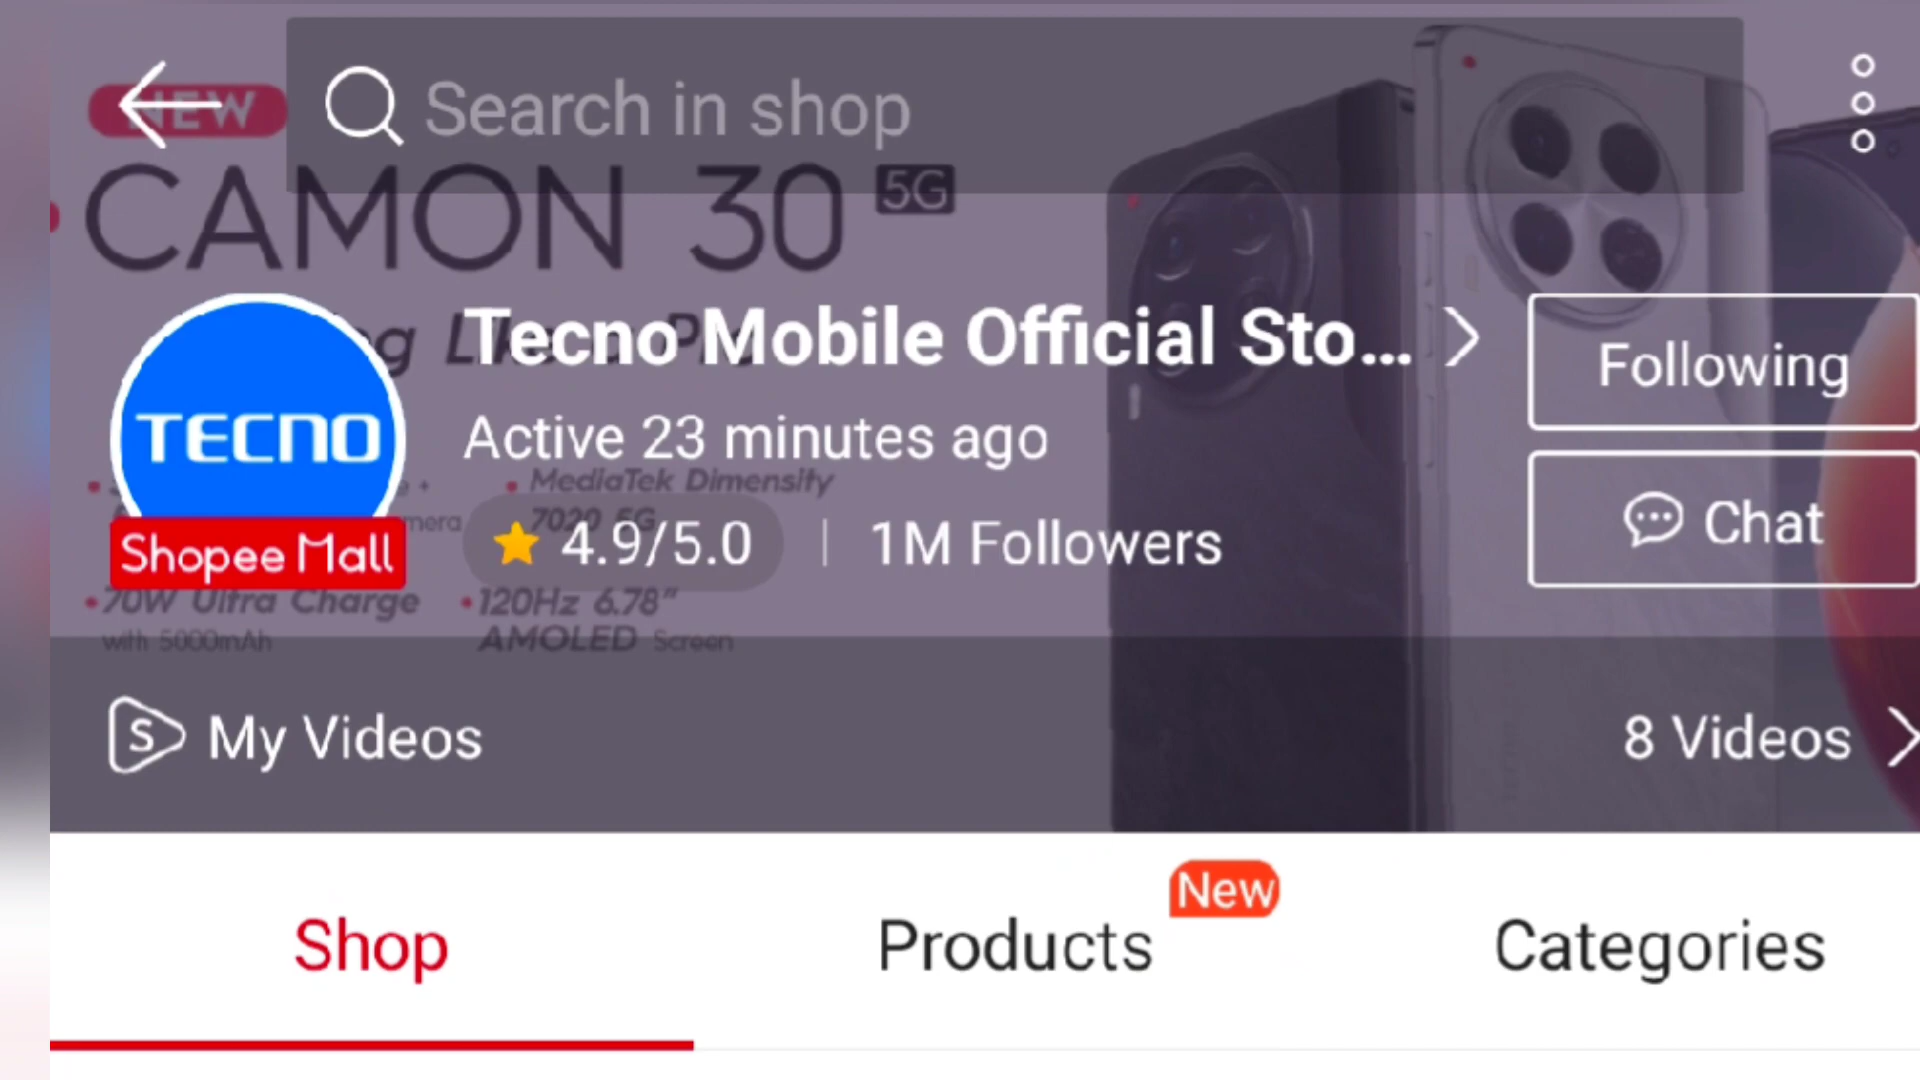 NEW
Search in shop
CAMON 30 5G
Tecno Mobile Official Sto...
Following
TECNO
Active 23 minutes ago
MediaTek Dimensity
7020 5G
Chat
Shopee Mall
4.9/5.0 | 1M Followers
70W Ultra Charge
with 5000mAh
120Hz 6.78"
AMOLED Screen
My Videos
8 Videos
New
Shop
Products
Categories